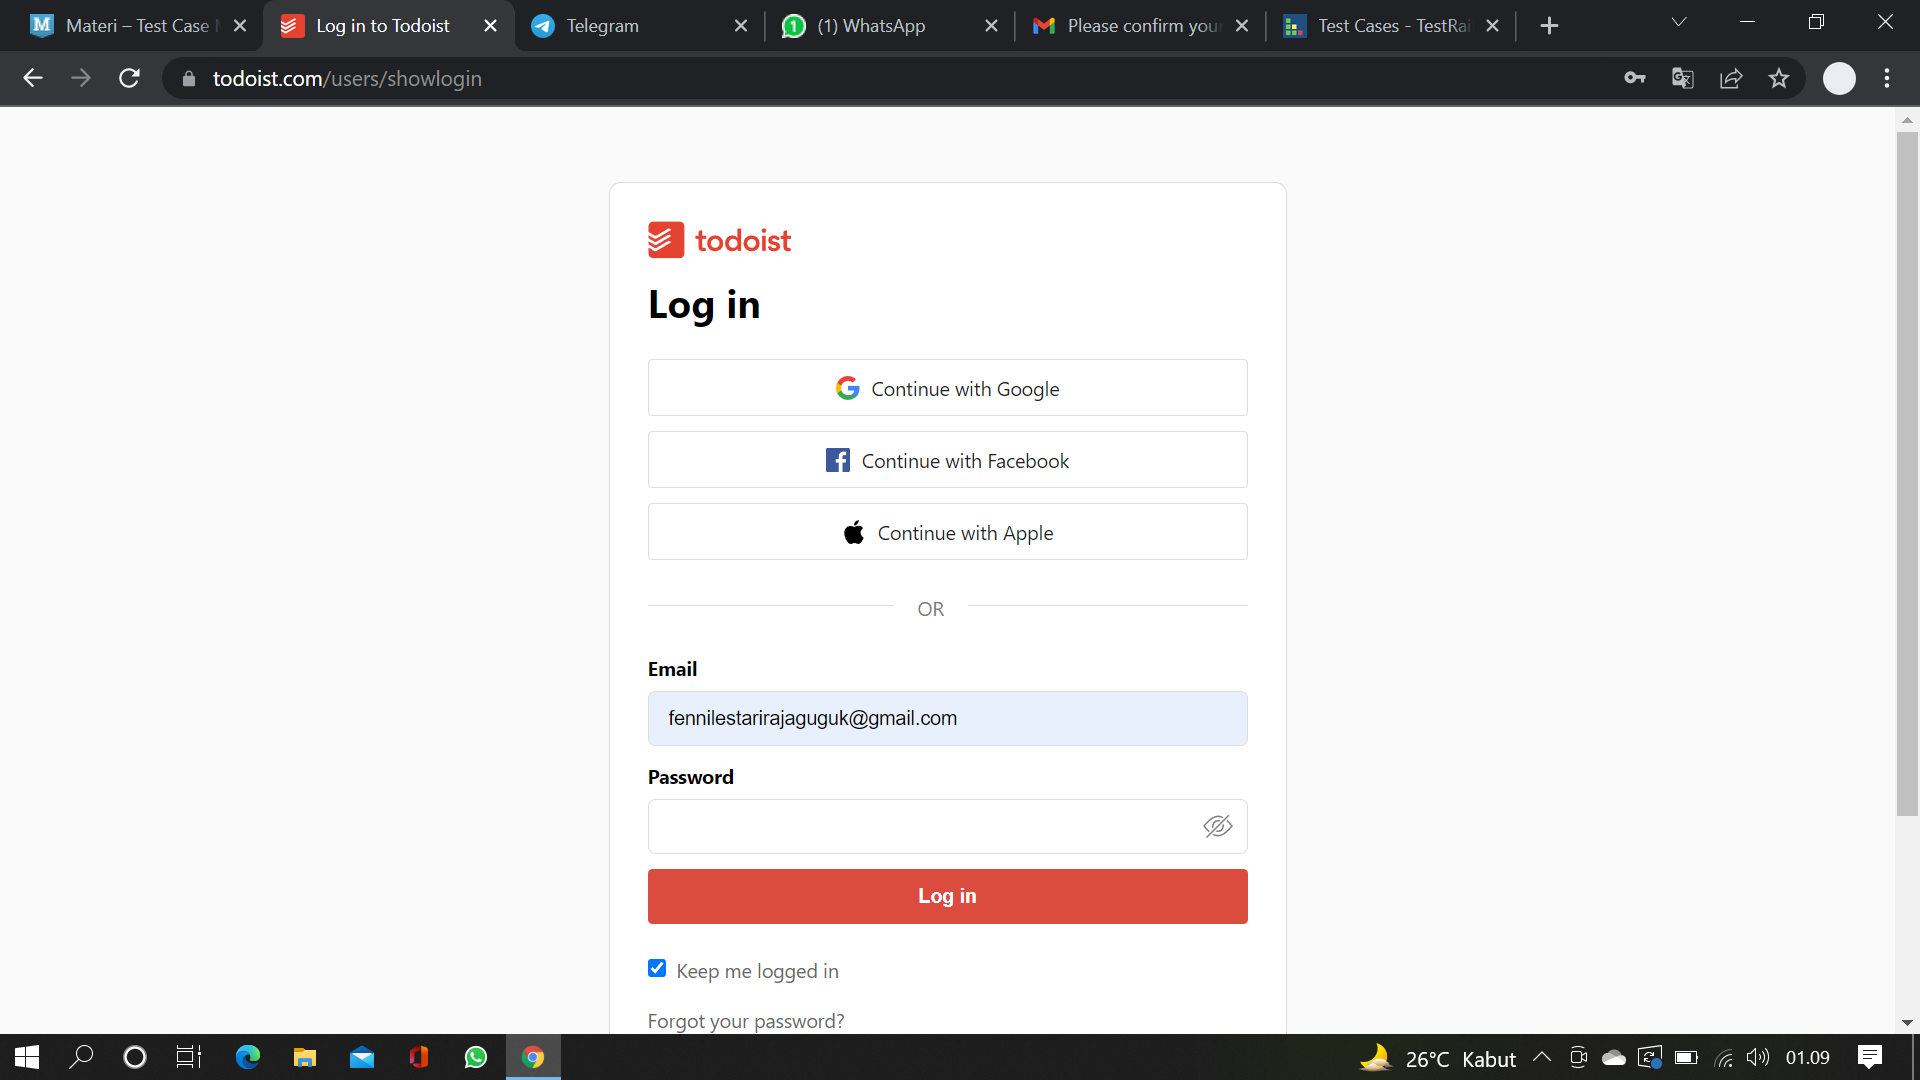 Materi – Test Case
Log in to Todoist
Telegram
(1) WhatsApp
Please confirm your
Test Cases - TestRai
todoist.com/users/showlogin
todoist
Log in
Continue with Google
Continue with Facebook
Continue with Apple
OR
Email
fennilestarirajaguguk@gmail.com
Password
Log in
Keep me logged in
Forgot your password?
26°C Kabut
01.09